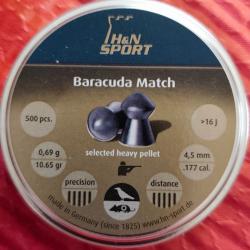 H&N
SPORT
Baracuda Match
500 pcs.
>16 J
0,69 g
10.65 gr
4,5 mm
.177 cal.
selected heavy pellet
precision
distance
made in Germany (since 1825) www.hn-sport.de